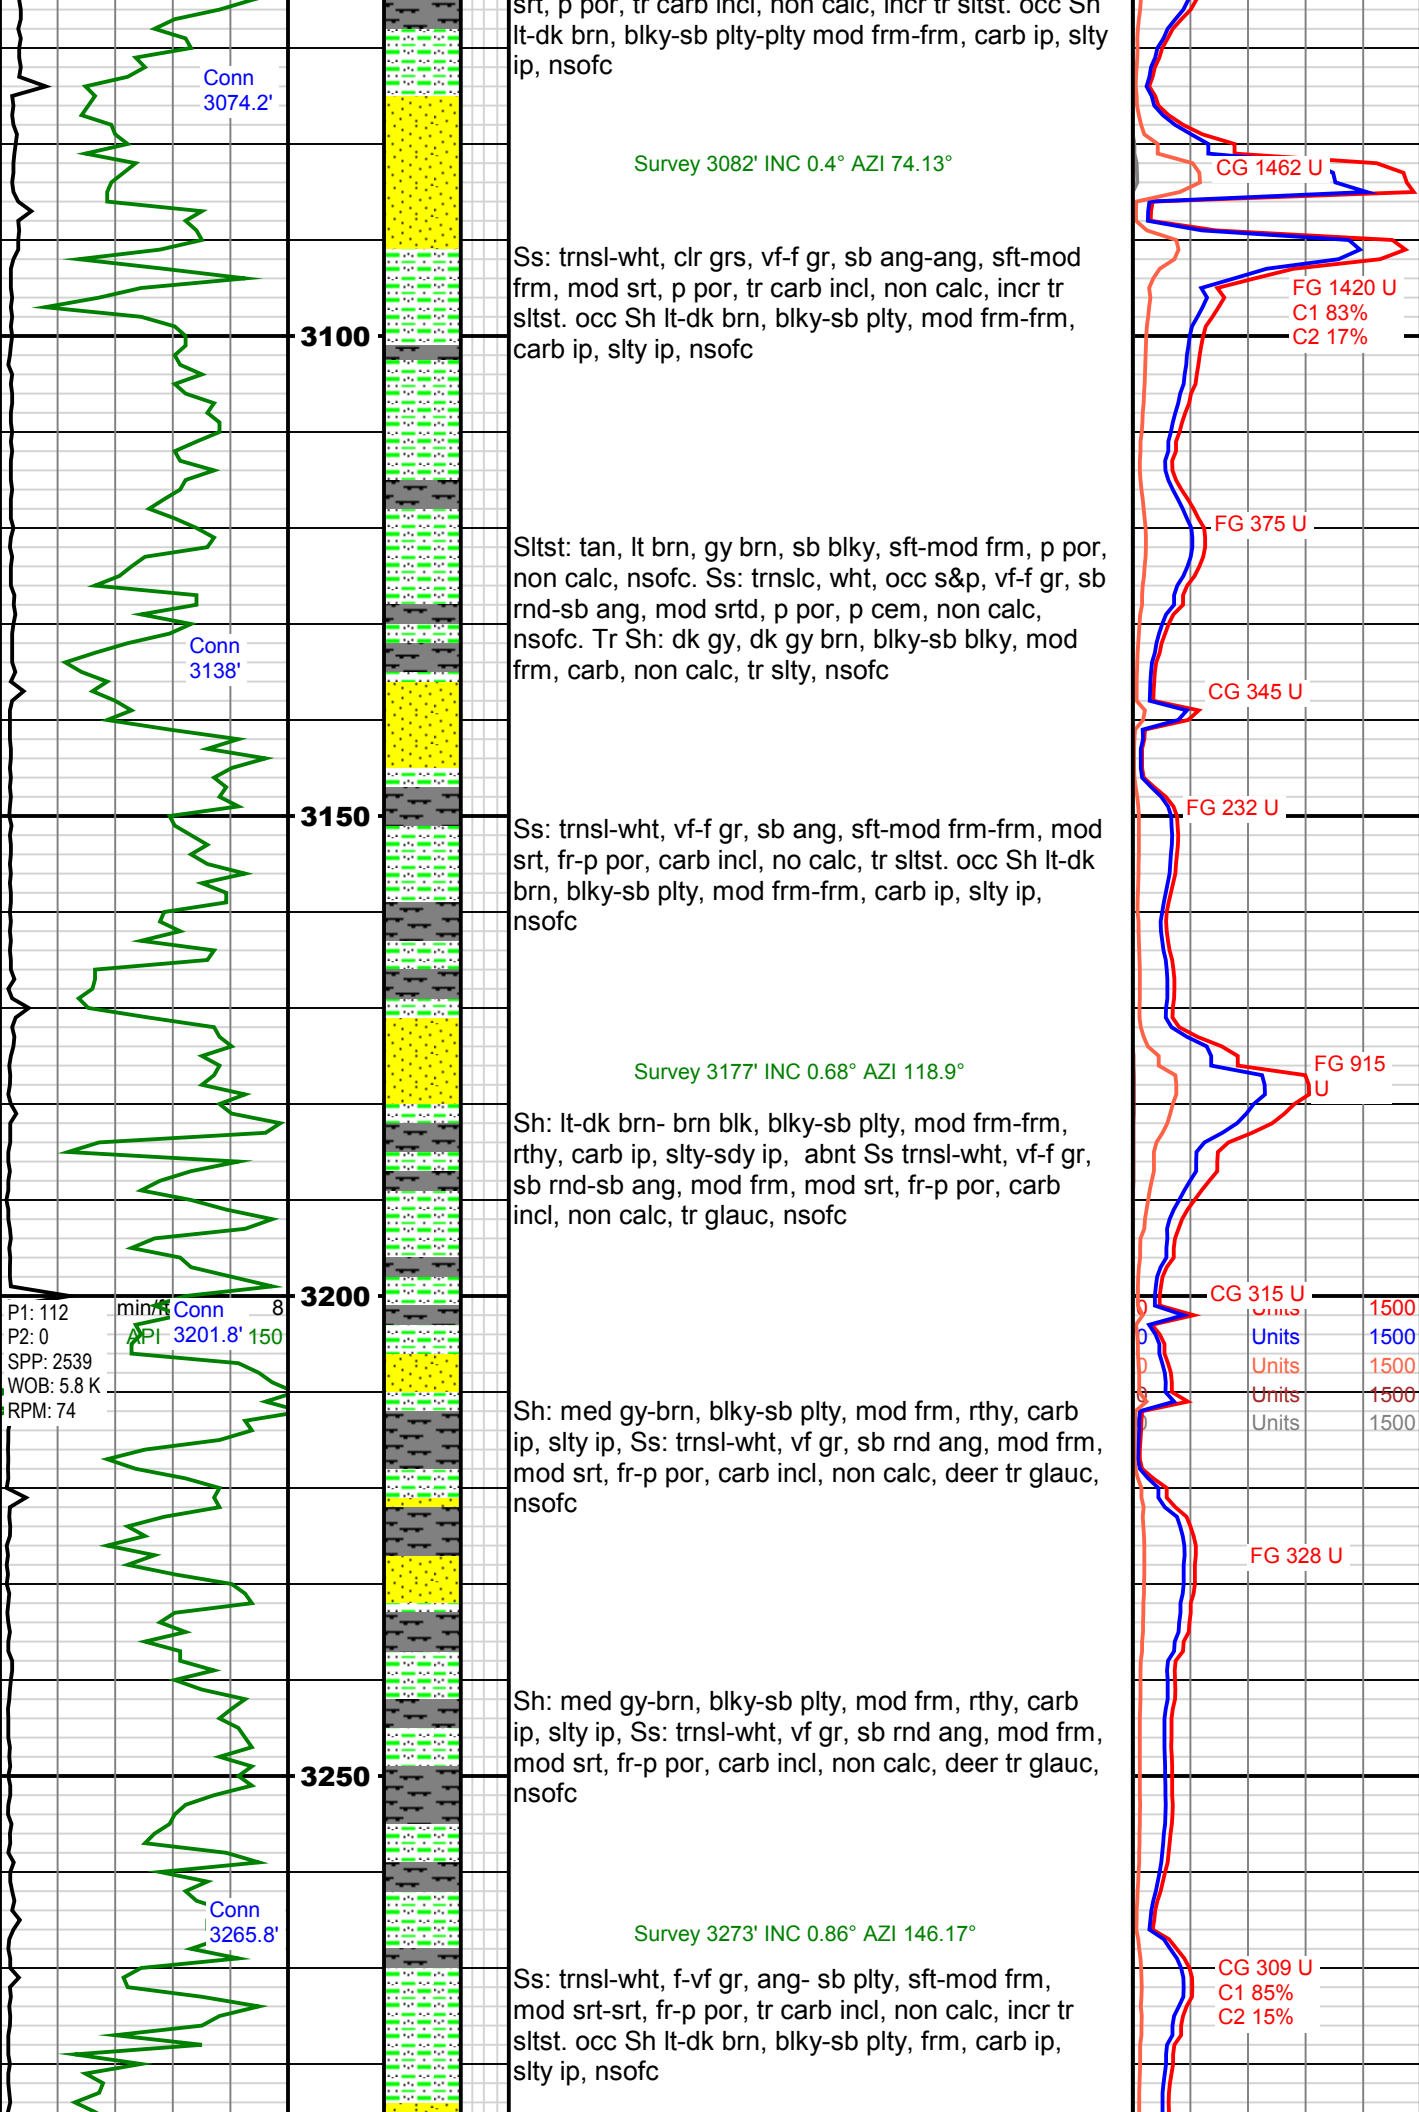 srt, p por, tr carb incl, non calc, incr tr sltst. occ Sh
lt-dk brn, blky-sb plty-plty mod frm-frm, carb ip, slty
ip, nsofc
Conn
3074.2'
Survey 3082' INC 0.4° AZI 74.13°
CG 1462 U
Ss: trnsl-wht, clr grs, vf-f gr, sb ang-ang, sft-mod
frm, mod srt, p por, tr carb incl, non calc, incr tr
sltst. occ Sh lt-dk brn, blky-sb plty, mod frm-frm,
carb ip, slty ip, nsofc
FG 1420 U
C1 83%
C2 17%
3100
FG 375 U
Sltst: tan, lt brn, gy brn, sb blky, sft-mod frm, p por,
non calc, nsofc. Ss: trnslc, wht, occ s&p, vf-f gr, sb
rnd-sb ang, mod srtd, p por, p cem, non calc,
nsofc. Tr Sh: dk gy, dk gy brn, blky-sb blky, mod
frm, carb, non calc, tr slty, nsofc
Conn
3138'
CG 345 U
3150
FG 232 U
Ss: trnsl-wht, vf-f gr, sb ang, sft-mod frm-frm, mod
srt, fr-p por, carb incl, no calc, tr sltst. occ Sh lt-dk
brn, blky-sb plty, mod frm-frm, carb ip, slty ip,
nsofc
Survey 3177' INC 0.68° AZI 118.9°
FG 915
U
Sh: lt-dk brn- brn blk, blky-sb plty, mod frm-frm,
rthy, carb ip, slty-sdy ip, abnt Ss trnsl-wht, vf-f gr,
sb rnd-sb ang, mod frm, mod srt, fr-p por, carb
incl, non calc, tr glauc, nsofc
3200
CG 315 U
P1: 112
P2: 0
SPP: 2539
WOB: 5.8 K
RPM: 74
min/ft 8
API 150
Conn
3201.8'
0 Units 1500
0 Units 1500
0 Units 1500
0 Units 1500
0 Units 1500
Sh: med gy-brn, blky-sb plty, mod frm, rthy, carb
ip, slty ip, Ss: trnsl-wht, vf gr, sb rnd ang, mod frm,
mod srt, fr-p por, carb incl, non calc, deer tr glauc,
nsofc
FG 328 U
Sh: med gy-brn, blky-sb plty, mod frm, rthy, carb
ip, slty ip, Ss: trnsl-wht, vf gr, sb rnd ang, mod frm,
mod srt, fr-p por, carb incl, non calc, deer tr glauc,
nsofc
3250
Conn
3265.8'
Survey 3273' INC 0.86° AZI 146.17°
CG 309 U
C1 85%
C2 15%
Ss: trnsl-wht, f-vf gr, ang- sb plty, sft-mod frm,
mod srt-srt, fr-p por, tr carb incl, non calc, incr tr
sltst. occ Sh lt-dk brn, blky-sb plty, frm, carb ip,
slty ip, nsofc